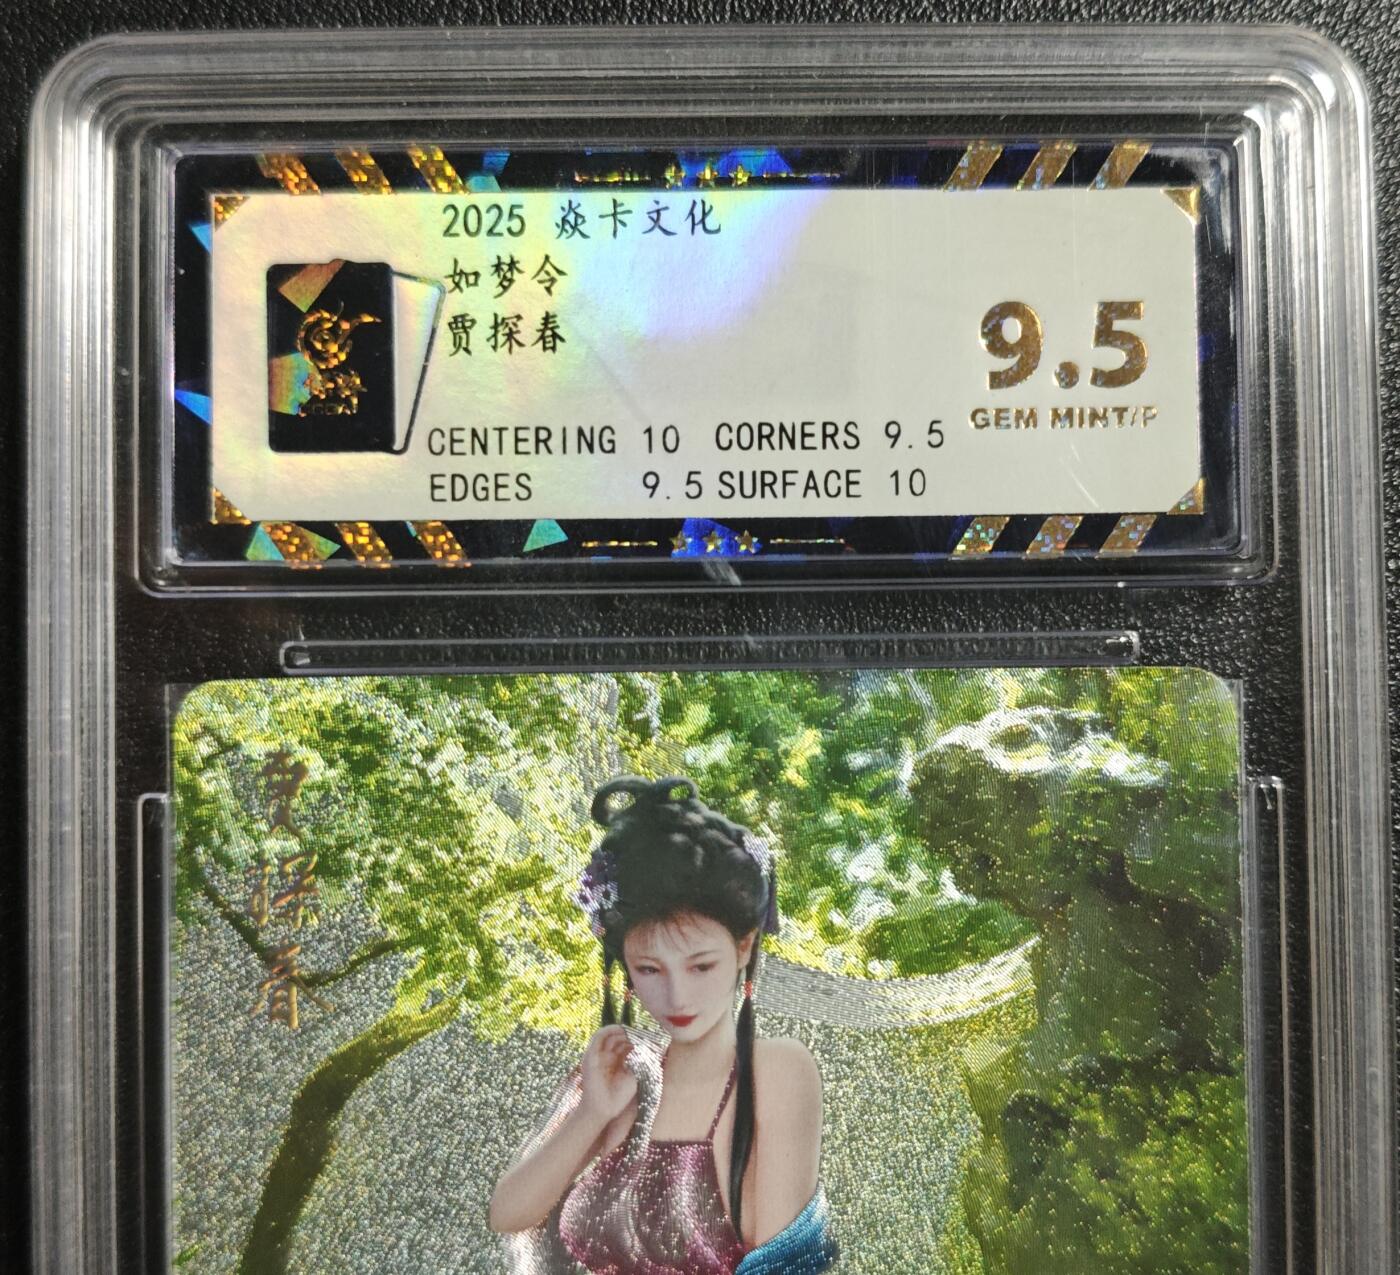 2025 焱卡文化
如梦令
贾探春
9.5
GEM MINT/P
CENTERING 10 CORNERS 9.5
EDGES 9.5 SURFACE 10
贾探春